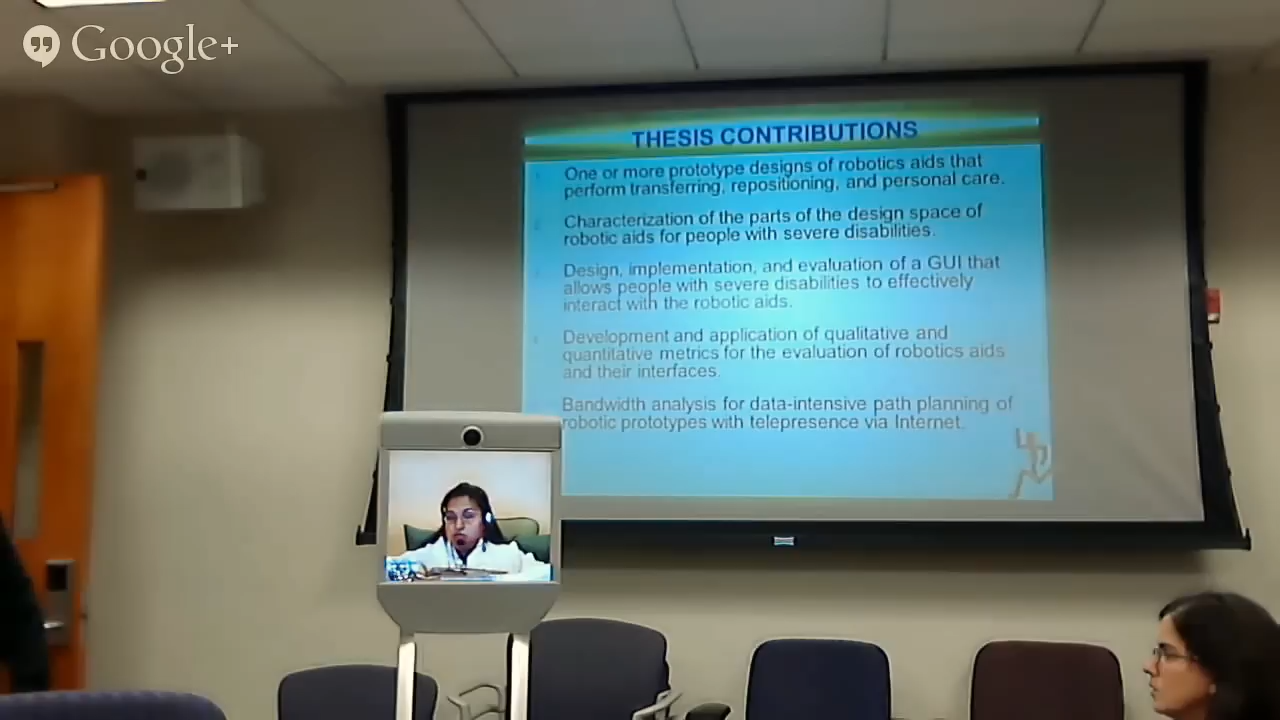 Google+
THESIS CONTRIBUTIONS
One or more prototype designs of robotics aids that
perform transferring, repositioning, and personal care.
Characterization of the parts of the design space of
robotic aids for people with severe disabilities.
Design, implementation, and evaluation of a GUI that
allows people with severe disabilities to effectively
interact with the robotic aids.
Development and application of qualitative and
quantitative metrics for the evaluation of robotics aids
and their interfaces.
Bandwidth analysis for data-intensive path planning of
robotic prototypes with telepresence via Internet.